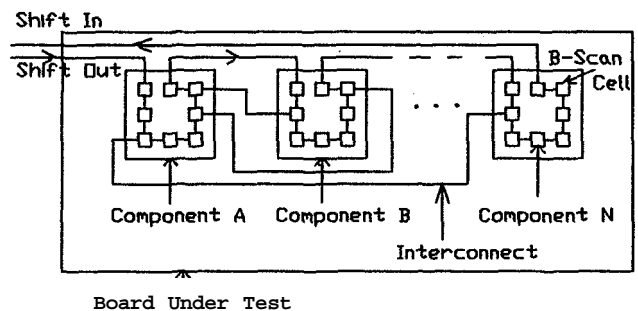 Shift In
Shift Out
B-Scan
Cell
. . .
Component A
Component B
Component N
Interconnect
Board Under Test